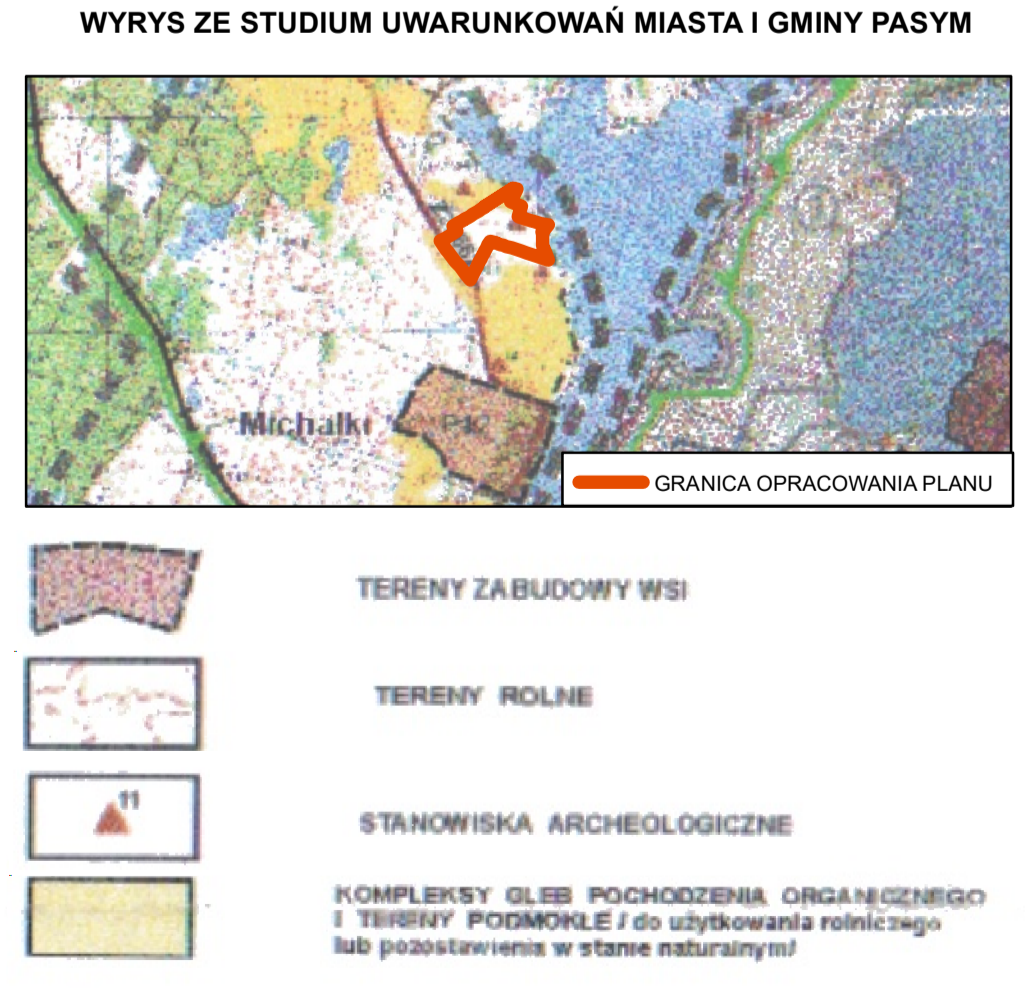 WYRYS ZE STUDIUM UWARUNKOWAŃ MIASTA I GMINY PASYM
Michałki
GRANICA OPRACOWANIA PLANU
TERENY ZABUDOWY WSI
TERENY ROLNE
11
STANOWISKA ARCHEOLOGICZNE
KOMPLEKSY GLEB POCHODZENIA ORGANICZNEGO
I TERENY PODMOKŁE / do użytkowania rolniczego
lub pozostawienia w stanie naturalnym/